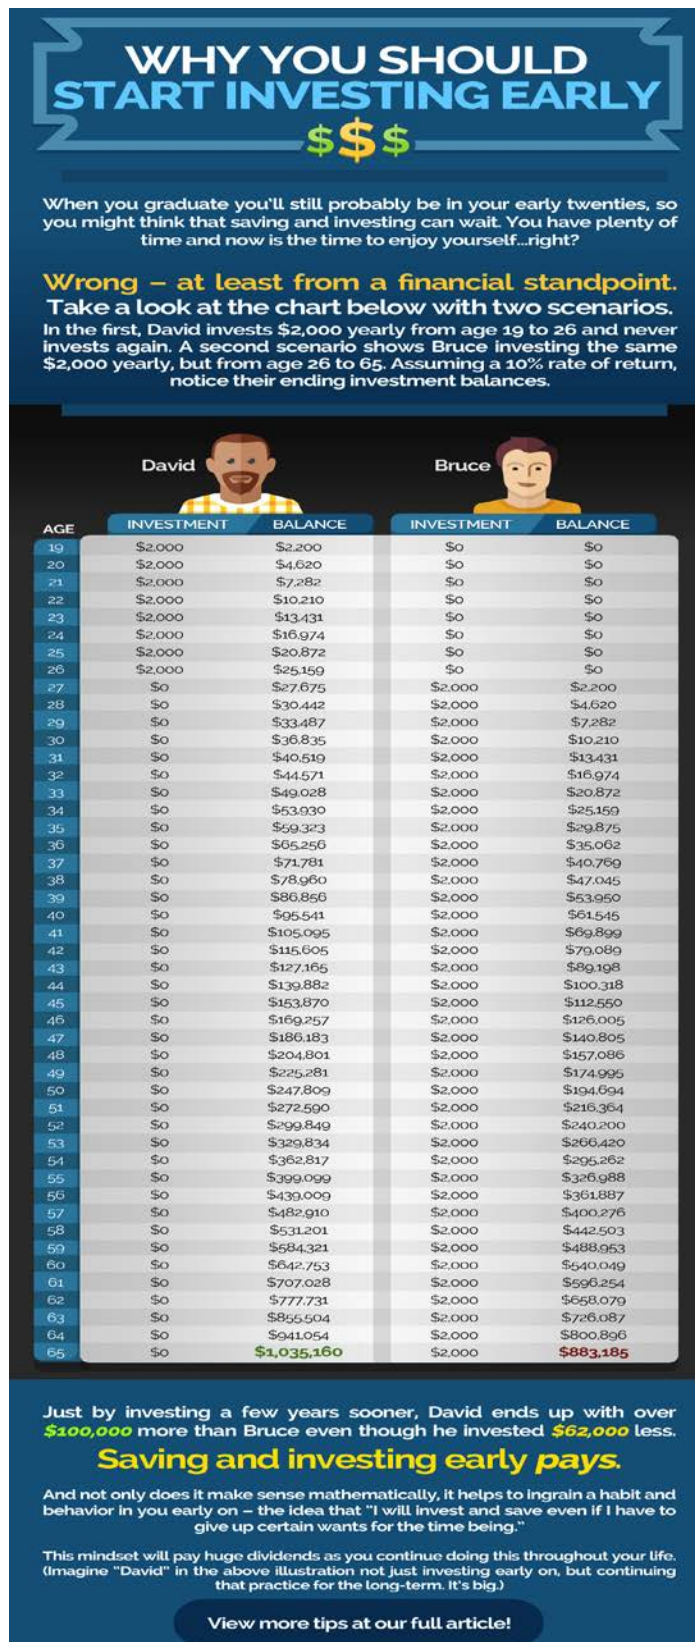 WHY YOU SHOULD
START INVESTING EARLY
$ $ $
When you graduate you'll still probably be in your early twenties, so
you might think that saving and investing can wait. You have plenty of
time and now is the time to enjoy yourself...right?
Wrong – at least from a financial standpoint.
Take a look at the chart below with two scenarios.
In the first, David invests $2,000 yearly from age 19 to 26 and never
invests again. A second scenario shows Bruce investing the same
$2,000 yearly, but from age 26 to 65. Assuming a 10% rate of return,
notice their ending investment balances.
David Bruce
AGE INVESTMENT BALANCE INVESTMENT BALANCE
19 $2,000 $2,200 $0 $0
20 $2,000 $4,620 $0 $0
21 $2,000 $7,282 $0 $0
22 $2,000 $10,210 $0 $0
23 $2,000 $13,431 $0 $0
24 $2,000 $16,974 $0 $0
25 $2,000 $20,872 $0 $0
26 $2,000 $25,159 $0 $0
27 $0 $27,675 $2,000 $2,200
28 $0 $30,442 $2,000 $4,620
29 $0 $33,487 $2,000 $7,282
30 $0 $36,835 $2,000 $10,210
31 $0 $40,519 $2,000 $13,431
32 $0 $44,571 $2,000 $16,974
33 $0 $49,028 $2,000 $20,872
34 $0 $53,930 $2,000 $25,159
35 $0 $59,323 $2,000 $29,875
36 $0 $65,256 $2,000 $35,062
37 $0 $71,781 $2,000 $40,769
38 $0 $78,960 $2,000 $47,045
39 $0 $86,856 $2,000 $53,950
40 $0 $95,541 $2,000 $61,545
41 $0 $105,095 $2,000 $69,899
42 $0 $115,605 $2,000 $79,089
43 $0 $127,165 $2,000 $89,198
44 $0 $139,882 $2,000 $100,318
45 $0 $153,870 $2,000 $112,550
46 $0 $169,257 $2,000 $126,005
47 $0 $186,183 $2,000 $140,805
48 $0 $204,801 $2,000 $157,086
49 $0 $225,281 $2,000 $174,995
50 $0 $247,809 $2,000 $194,694
51 $0 $272,590 $2,000 $216,364
52 $0 $299,849 $2,000 $240,200
53 $0 $329,834 $2,000 $266,420
54 $0 $362,817 $2,000 $295,262
55 $0 $399,099 $2,000 $326,988
56 $0 $439,009 $2,000 $361,887
57 $0 $482,910 $2,000 $400,276
58 $0 $531,201 $2,000 $442,503
59 $0 $584,321 $2,000 $488,953
60 $0 $642,753 $2,000 $540,049
61 $0 $707,028 $2,000 $596,254
62 $0 $777,731 $2,000 $658,079
63 $0 $855,504 $2,000 $726,087
64 $0 $941,054 $2,000 $800,896
65 $0 $1,035,160 $2,000 $883,185
Just by investing a few years sooner, David ends up with over
$100,000 more than Bruce even though he invested $62,000 less.
Saving and investing early pays.
And not only does it make sense mathematically, it helps to ingrain a habit and
behavior in you early on – the idea that "I will invest and save even if I have to
give up certain wants for the time being."
This mindset will pay huge dividends as you continue doing this throughout your life.
(Imagine "David" in the above illustration not just investing early on, but continuing
that practice for the long-term. It's big.)
View more tips at our full article!